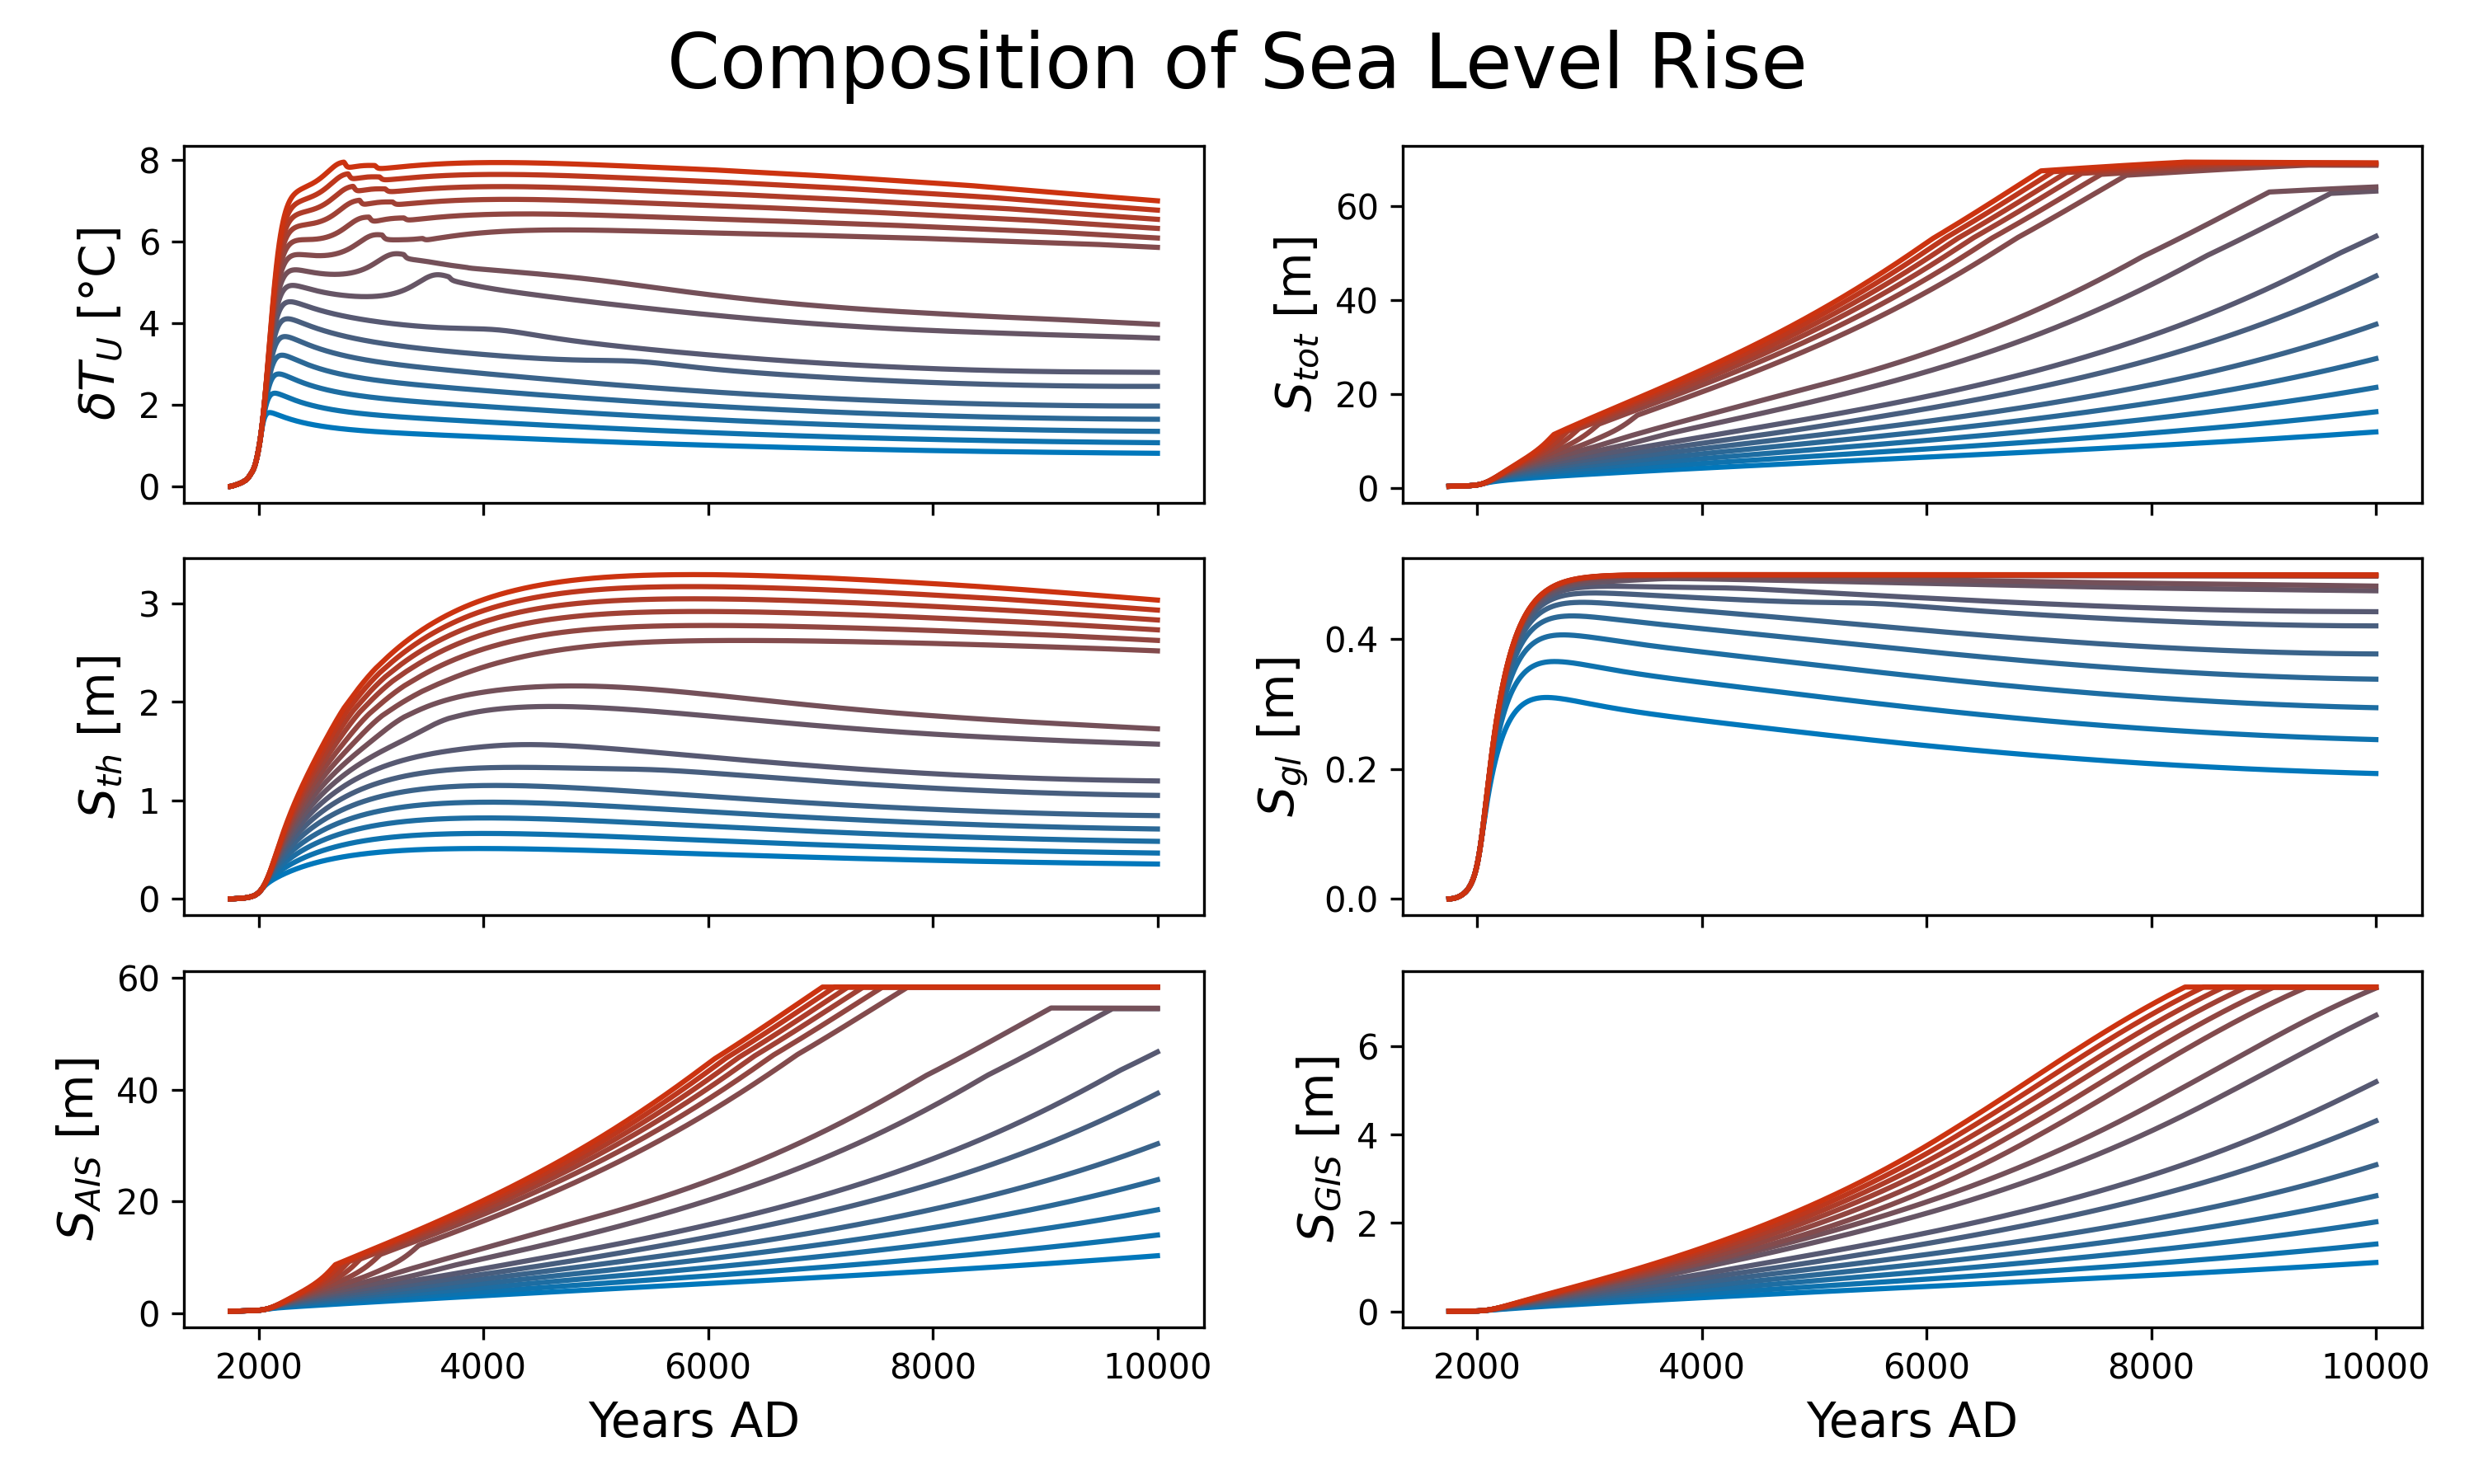 Composition of Sea Level Rise
δT_U [°C]
8
6
4
2
0
S_tot [m]
60
40
20
0
S_th [m]
3
2
1
0
S_gl [m]
0.4
0.2
0.0
S_AIS [m]
60
40
20
0
2000 4000 6000 8000 10000
Years AD
S_GIS [m]
6
4
2
0
2000 4000 6000 8000 10000
Years AD